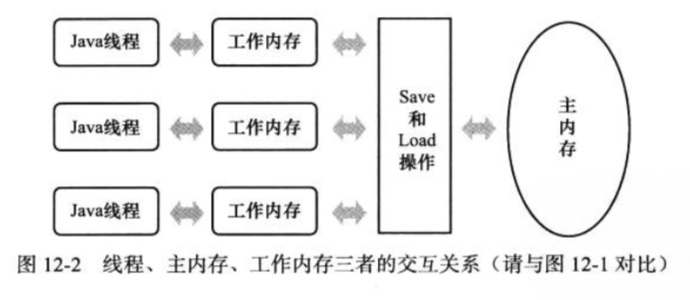 Java线程
工作内存
Java线程
工作内存
Java线程
工作内存
Save
和
Load
操作
主
内
存
图 12-2 线程、主内存、工作内存三者的交互关系（请与图 12-1 对比）